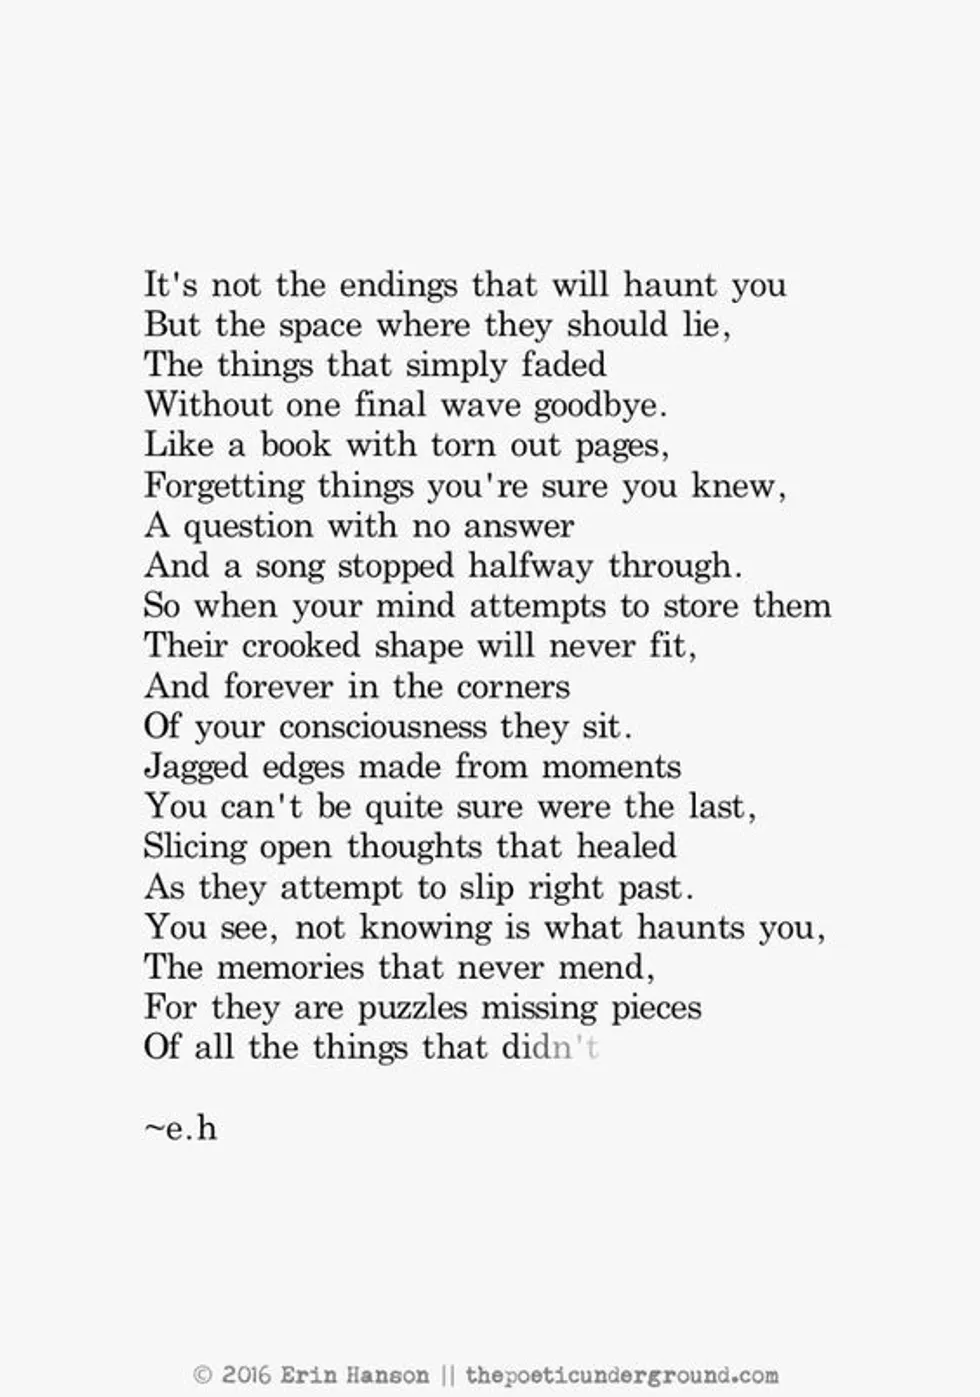 It's not the endings that will haunt you
But the space where they should lie,
The things that simply faded
Without one final wave goodbye.
Like a book with torn out pages,
Forgetting things you're sure you knew,
A question with no answer
And a song stopped halfway through.
So when your mind attempts to store them
Their crooked shape will never fit,
And forever in the corners
Of your consciousness they sit.
Jagged edges made from moments
You can't be quite sure were the last,
Slicing open thoughts that healed
As they attempt to slip right past.
You see, not knowing is what haunts you,
The memories that never mend,
For they are puzzles missing pieces
Of all the things that didn't
~e.h
© 2016 Erin Hanson || thepoeticunderground.com